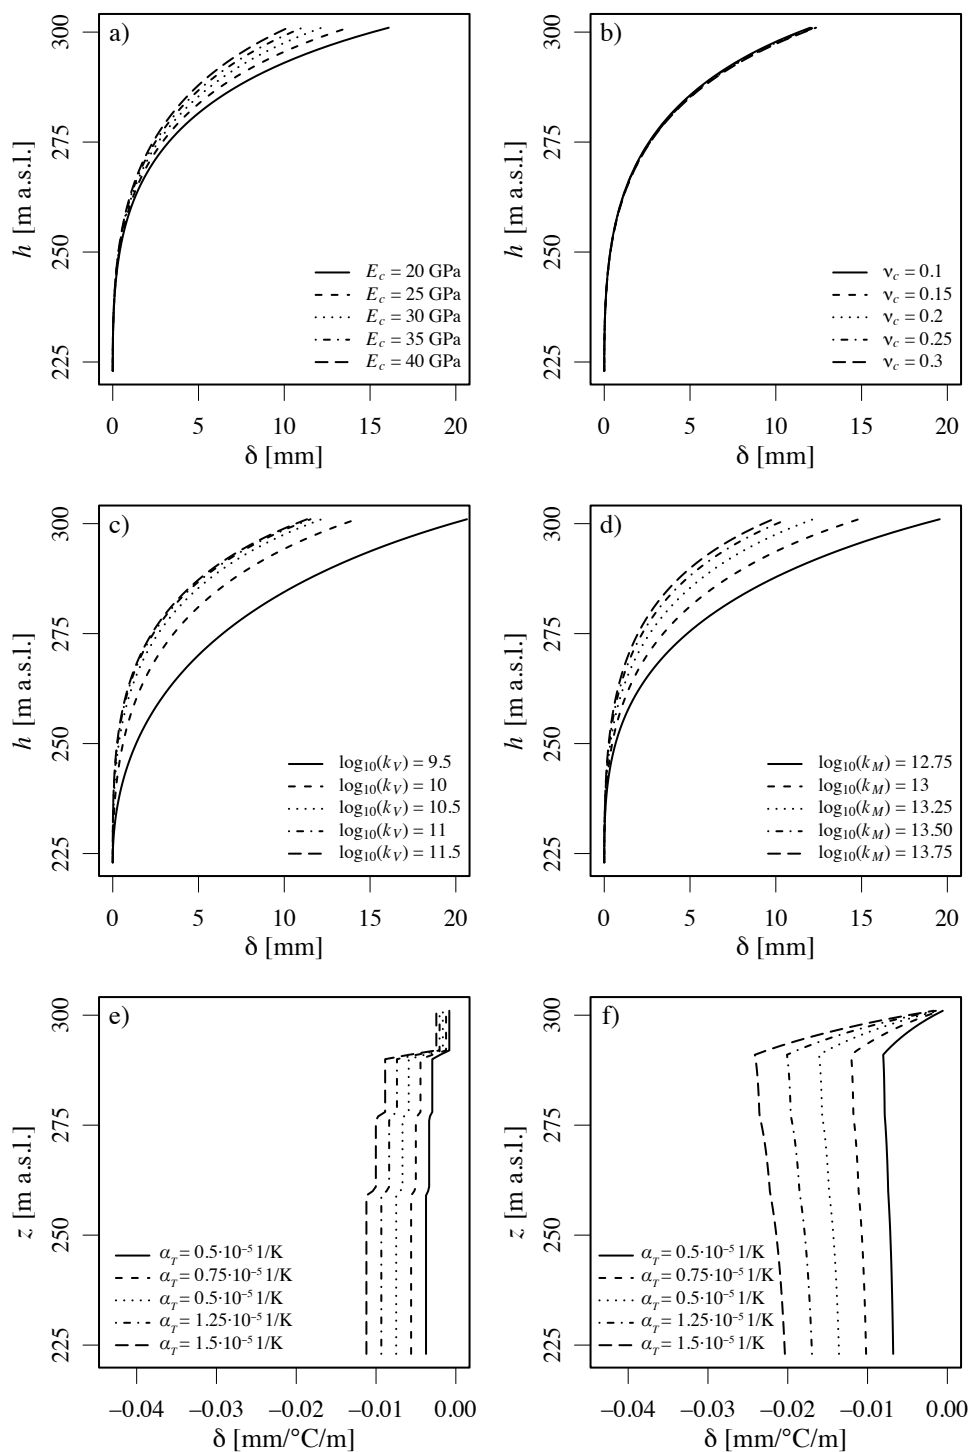 a)
300
275
250
225
h [m a.s.l.]
E_c = 20 GPa
E_c = 25 GPa
E_c = 30 GPa
E_c = 35 GPa
E_c = 40 GPa
0 5 10 15 20
δ [mm]
b)
300
275
250
225
h [m a.s.l.]
ν_c = 0.1
ν_c = 0.15
ν_c = 0.2
ν_c = 0.25
ν_c = 0.3
0 5 10 15 20
δ [mm]
c)
300
275
250
225
h [m a.s.l.]
log₁₀(k_V) = 9.5
log₁₀(k_V) = 10
log₁₀(k_V) = 10.5
log₁₀(k_V) = 11
log₁₀(k_V) = 11.5
0 5 10 15 20
δ [mm]
d)
300
275
250
225
h [m a.s.l.]
log₁₀(k_M) = 12.75
log₁₀(k_M) = 13
log₁₀(k_M) = 13.25
log₁₀(k_M) = 13.50
log₁₀(k_M) = 13.75
0 5 10 15 20
δ [mm]
e)
300
275
250
225
z [m a.s.l.]
α_T = 0.5·10⁻⁵ 1/K
α_T = 0.75·10⁻⁵ 1/K
α_T = 0.5·10⁻⁵ 1/K
α_T = 1.25·10⁻⁵ 1/K
α_T = 1.5·10⁻⁵ 1/K
−0.04 −0.03 −0.02 −0.01 0.00
δ [mm/°C/m]
f)
300
275
250
225
z [m a.s.l.]
α_T = 0.5·10⁻⁵ 1/K
α_T = 0.75·10⁻⁵ 1/K
α_T = 0.5·10⁻⁵ 1/K
α_T = 1.25·10⁻⁵ 1/K
α_T = 1.5·10⁻⁵ 1/K
−0.04 −0.03 −0.02 −0.01 0.00
δ [mm/°C/m]